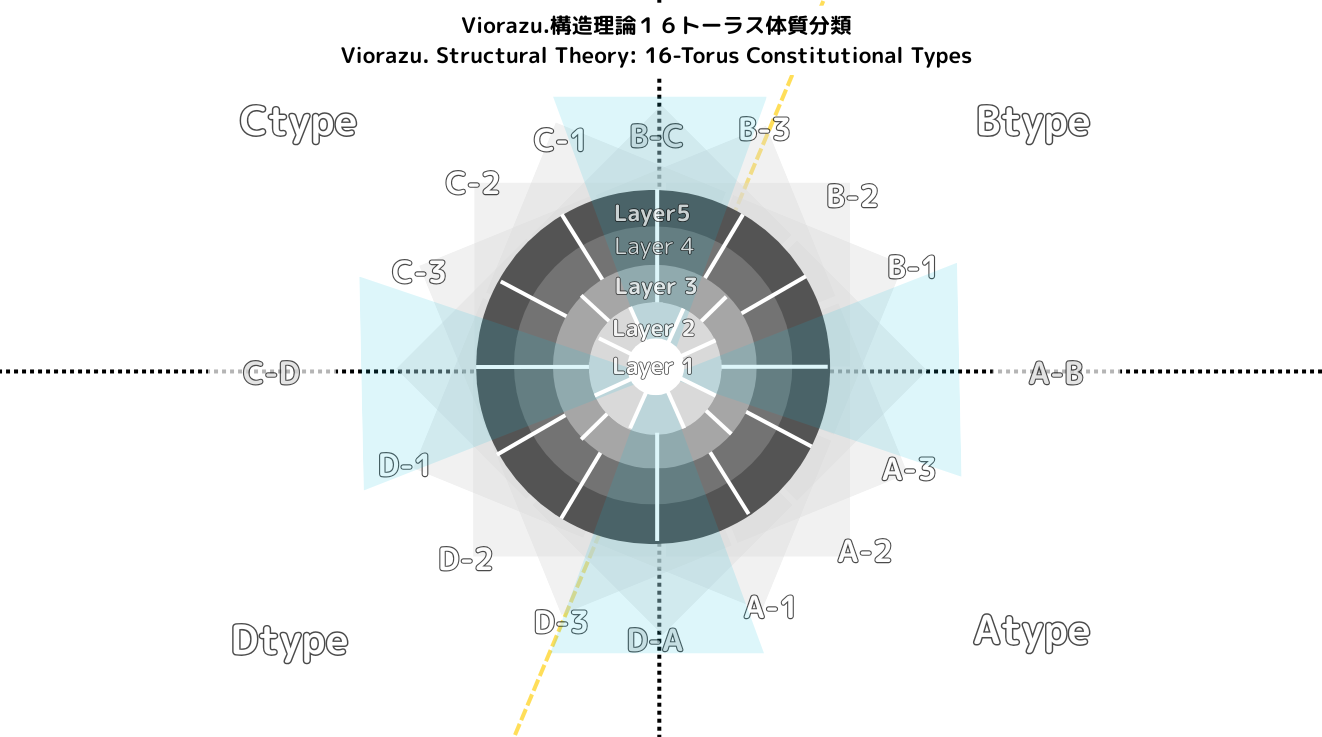 Viorazu.構造理論１６トーラス体質分類
Viorazu. Structural Theory: 16-Torus Constitutional Types
Ctype
Btype
C-1
B-C
B-3
C-2
B-2
Layer5
Layer 4
C-3
B-1
Layer 3
Layer 2
Layer 1
C-D
A-B
D-1
A-3
D-2
A-2
D-3
A-1
D-A
Dtype
Atype